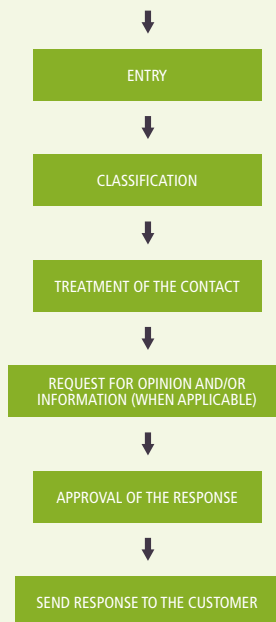 ENTRY
CLASSIFICATION
TREATMENT OF THE CONTACT
REQUEST FOR OPINION AND/OR
INFORMATION (WHEN APPLICABLE)
APPROVAL OF THE RESPONSE
SEND RESPONSE TO THE CUSTOMER